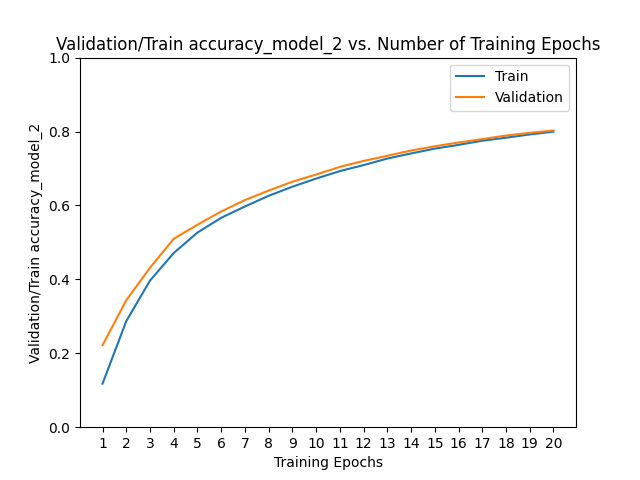 Validation/Train accuracy_model_2 vs. Number of Training Epochs
Train
Validation
Validation/Train accuracy_model_2
1.0
0.8
0.6
0.4
0.2
0.0
1 2 3 4 5 6 7 8 9 10 11 12 13 14 15 16 17 18 19 20
Training Epochs